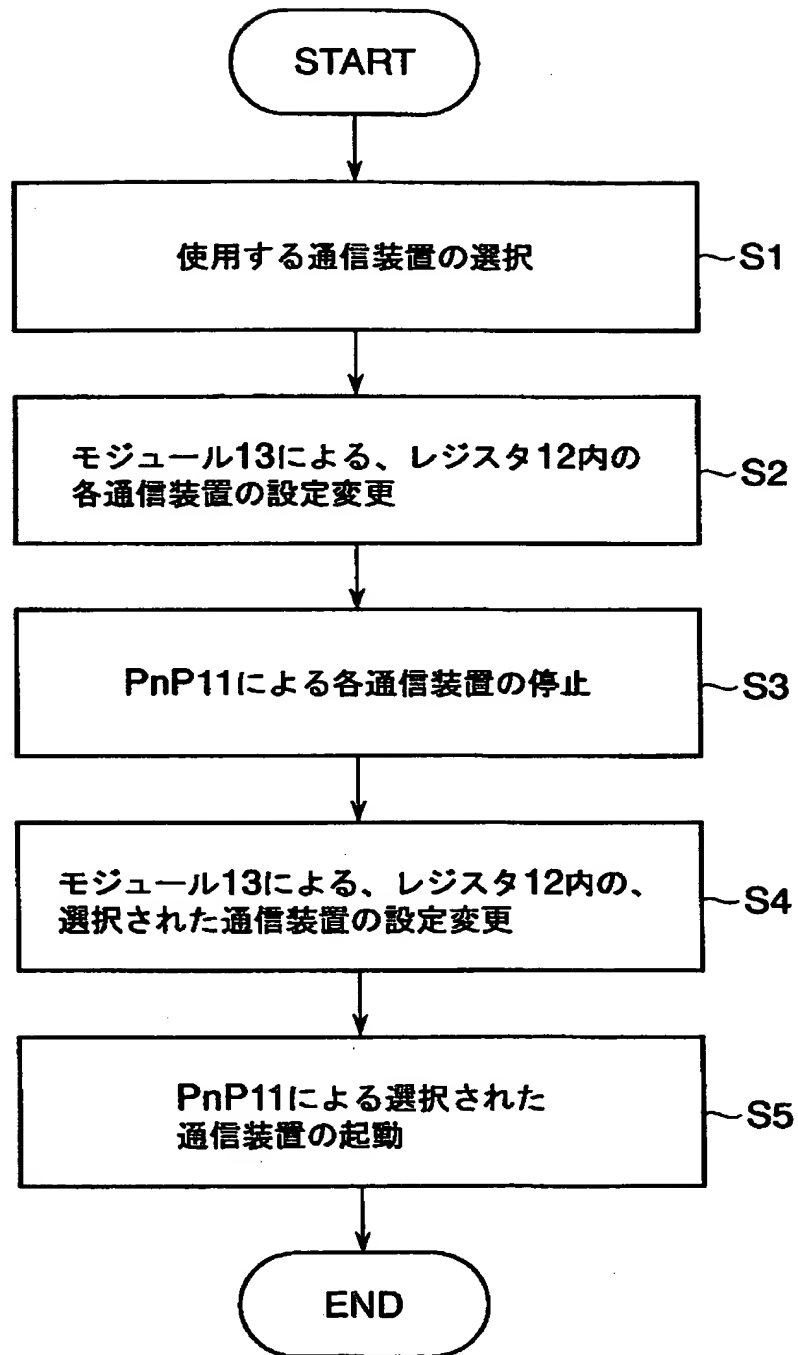 START
使用する通信装置の選択
S1
モジュール13による、レジスタ12内の
各通信装置の設定変更
S2
PnP11による各通信装置の停止
S3
モジュール13による、レジスタ12内の、
選択された通信装置の設定変更
S4
PnP11による選択された
通信装置の起動
S5
END